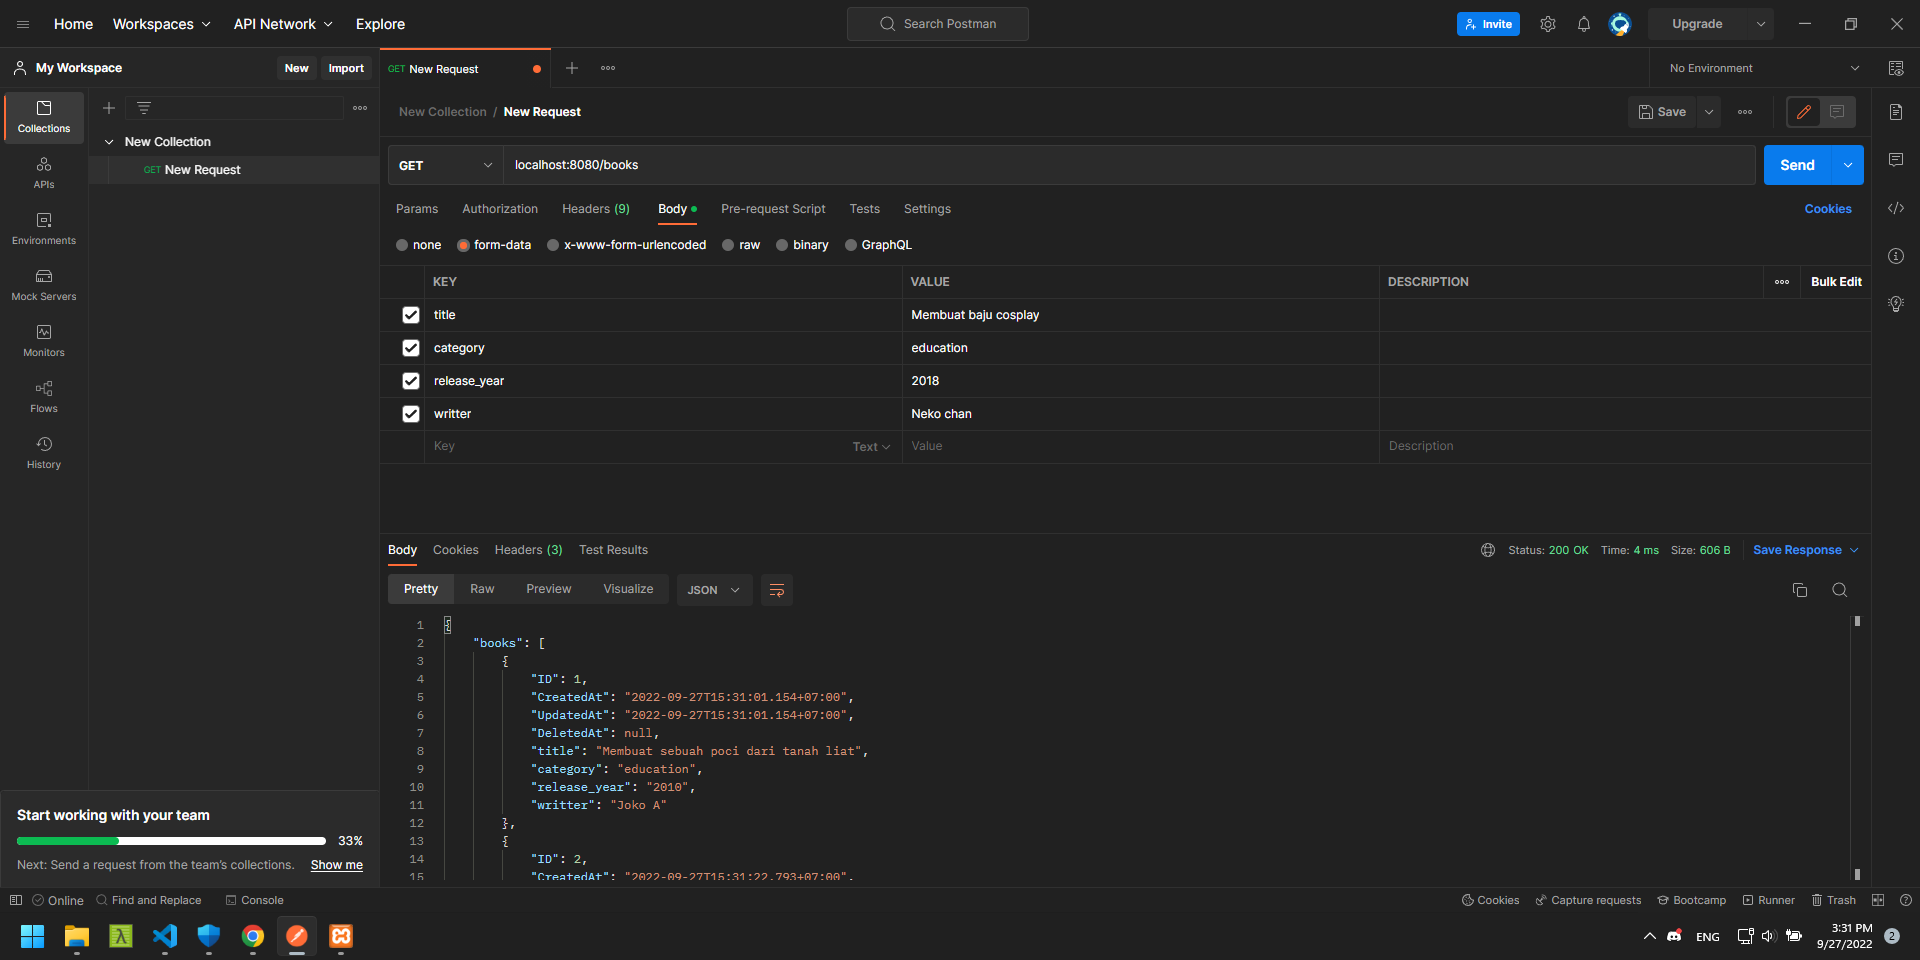 Home Workspaces API Network Explore Search Postman Invite Upgrade
My Workspace New Import GET New Request No Environment
Collections
APIs
Environments
Mock Servers
Monitors
Flows
History
New Collection
GET New Request
New Collection / New Request Save
GET localhost:8080/books Send
Params Authorization Headers (9) Body Pre-request Script Tests Settings Cookies
none form-data x-www-form-urlencoded raw binary GraphQL
KEY VALUE DESCRIPTION Bulk Edit
title Membuat baju cosplay
category education
release_year 2018
writter Neko chan
Key Text Value Description
Body Cookies Headers (3) Test Results Status: 200 OK Time: 4 ms Size: 606 B Save Response
Pretty Raw Preview Visualize JSON
1 {
2 "books": [
3 {
4 "ID": 1,
5 "CreatedAt": "2022-09-27T15:31:01.154+07:00",
6 "UpdatedAt": "2022-09-27T15:31:01.154+07:00",
7 "DeletedAt": null,
8 "title": "Membuat sebuah poci dari tanah liat",
9 "category": "education",
10 "release_year": "2010",
11 "writter": "Joko A"
12 },
13 {
14 "ID": 2,
15 "CreatedAt": "2022-09-27T15:31:22.793+07:00",
Start working with your team
33%
Next: Send a request from the team's collections. Show me
Online Find and Replace Console Cookies Capture requests Bootcamp Runner Trash
ENG 3:31 PM
9/27/2022 2